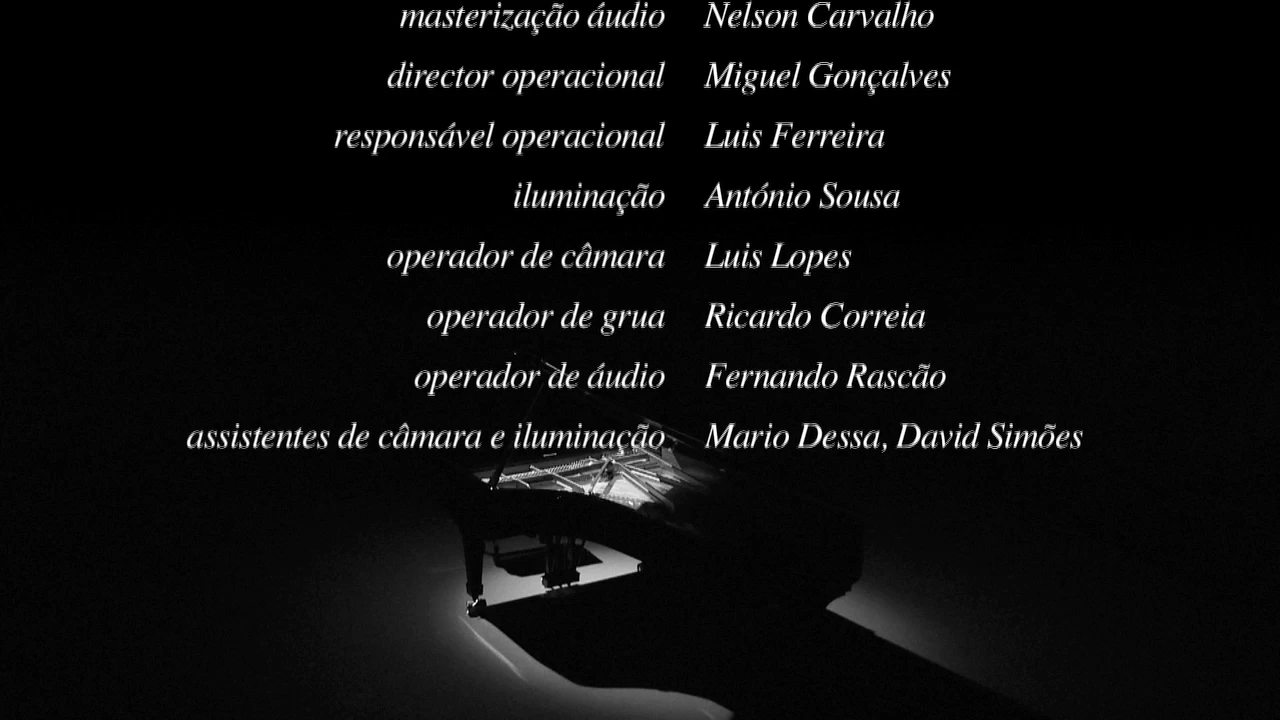 masterização áudio Nelson Carvalho
director operacional Miguel Gonçalves
responsável operacional Luis Ferreira
iluminação António Sousa
operador de câmara Luis Lopes
operador de grua Ricardo Correia
operador de áudio Fernando Rascão
assistentes de câmara e iluminação Mario Dessa, David Simões